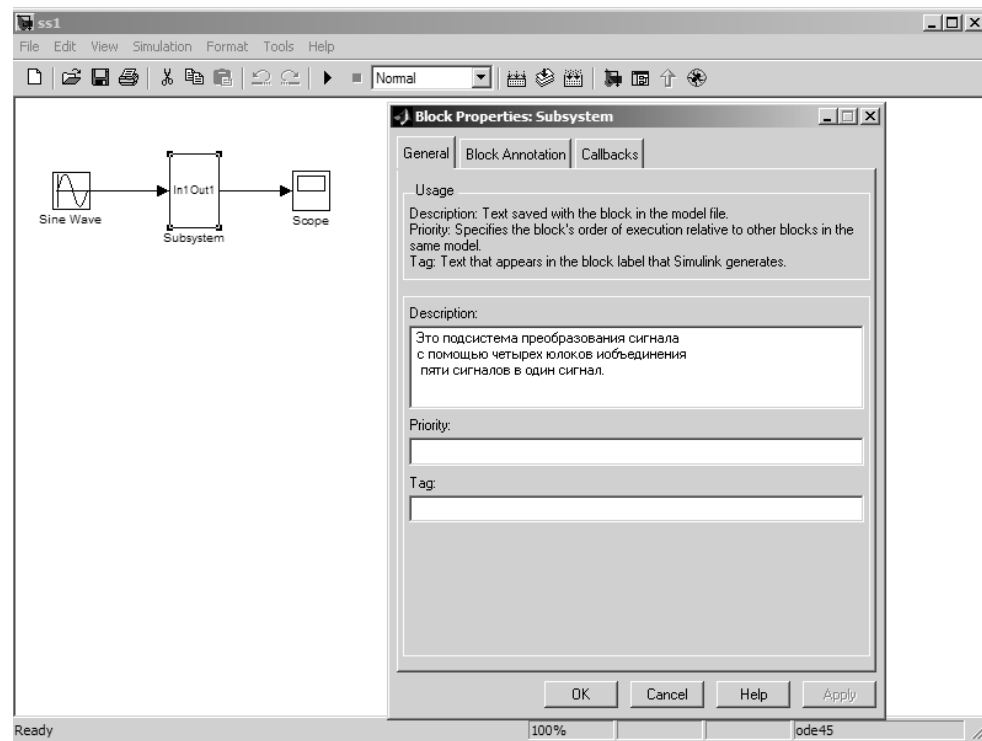 ss1
File Edit View Simulation Format Tools Help
Normal
Block Properties: Subsystem
General Block Annotation Callbacks
Usage
Description: Text saved with the block in the model file.
Priority: Specifies the block's order of execution relative to other blocks in the
same model.
Tag: Text that appears in the block label that Simulink generates.
Description:
Это подсистема преобразования сигнала
с помощью четырех юлоков иобъединения
пяти сигналов в один сигнал.
Priority:
Tag:
OK Cancel Help Apply
In1 Out1
Sine Wave
Subsystem
Scope
Ready 100% ode45